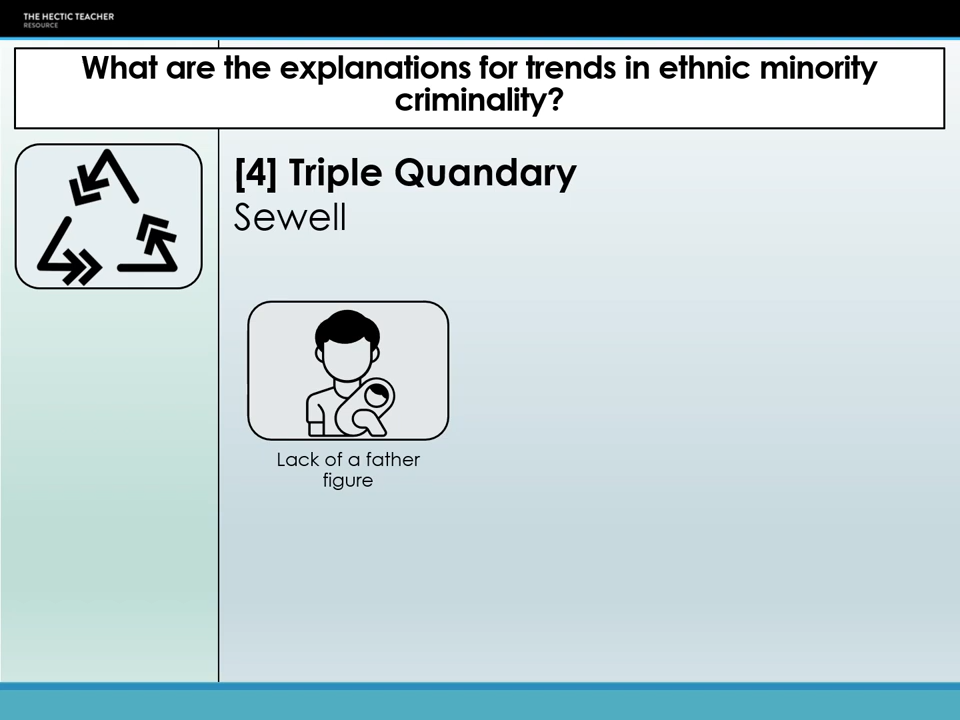 THE HECTIC TEACHER
RESOURCE
What are the explanations for trends in ethnic minority
criminality?
[4] Triple Quandary
Sewell
Lack of a father
figure